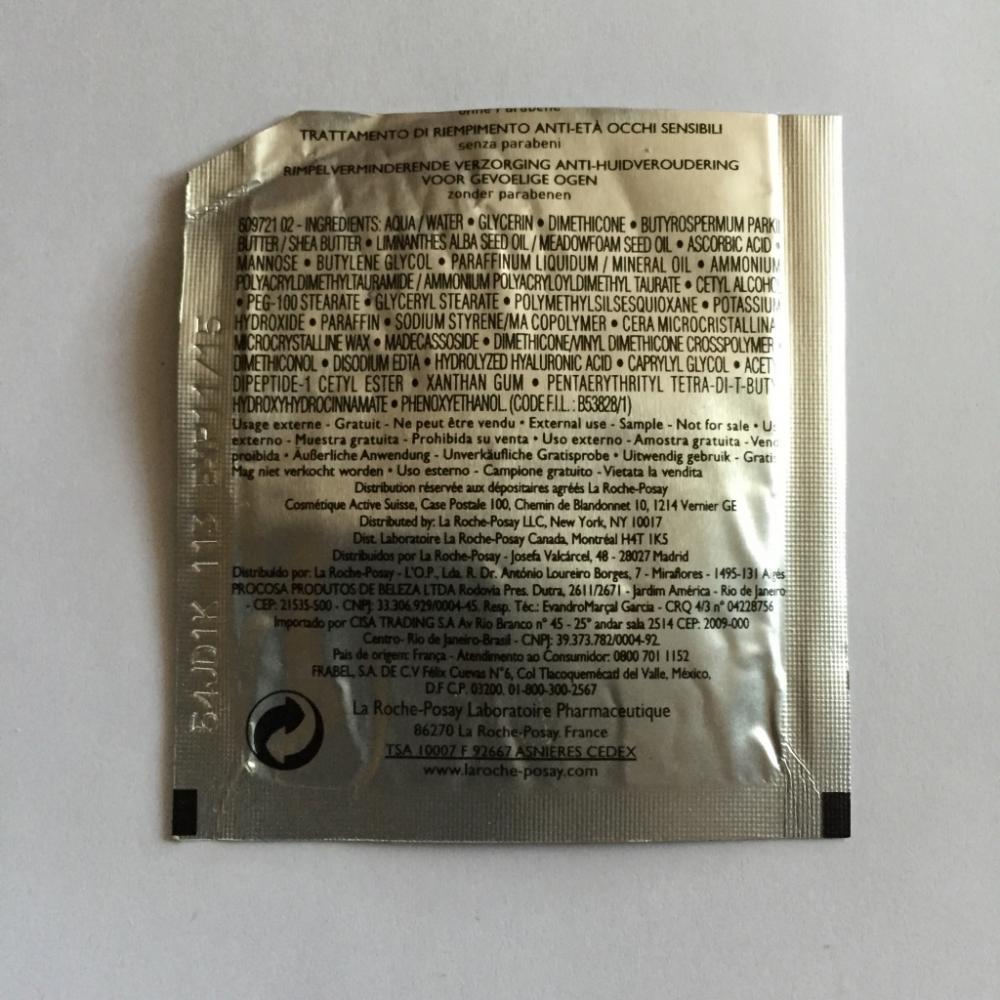 ohne Parabene
TRATTAMENTO DI RIEMPIMENTO ANTI-ETÀ OCCHI SENSIBILI
senza parabeni
RIMPELVERMINDERENDE VERZORGING ANTI-HUIDVEROUDERING
VOOR GEVOELIGE OGEN
zonder parabenen
609721 02 - INGREDIENTS: AQUA / WATER • GLYCERIN • DIMETHICONE • BUTYROSPERMUM PARKII
BUTTER / SHEA BUTTER • LIMNANTHES ALBA SEED OIL / MEADOWFOAM SEED OIL • ASCORBIC ACID •
MANNOSE • BUTYLENE GLYCOL • PARAFFINUM LIQUIDUM / MINERAL OIL • AMMONIUM
POLYACRYLDIMETHYLTAURAMIDE / AMMONIUM POLYACRYLOYLDIMETHYL TAURATE • CETYL ALCOHO
• PEG-100 STEARATE • GLYCERYL STEARATE • POLYMETHYLSILSESQUIOXANE • POTASSIUM
HYDROXIDE • PARAFFIN • SODIUM STYRENE/MA COPOLYMER • CERA MICROCRISTALLINA
MICROCRYSTALLINE WAX • MADECASSOSIDE • DIMETHICONE/VINYL DIMETHICONE CROSSPOLYMER •
DIMETHICONOL • DISODIUM EDTA • HYDROLYZED HYALURONIC ACID • CAPRYLYL GLYCOL • ACET
DIPEPTIDE-1 CETYL ESTER • XANTHAN GUM • PENTAERYTHRITYL TETRA-DI-T-BUT
HYDROXYHYDROCINNAMATE • PHENOXYETHANOL. (CODE F.I.L. : B53828/1)
Usage externe - Gratuit - Ne peut être vendu • External use - Sample - Not for sale • U
externo - Muestra gratuita - Prohibida su venta • Uso externo - Amostra gratuita - Vend
proibida • Äußerliche Anwendung - Unverkäufliche Gratisprobe • Uitwendig gebruik - Grati
Mag niet verkocht worden • Uso esterno - Campione gratuito - Vietata la vendita
Distribution réservée aux dépositaires agréés La Roche-Posay
Cosmétique Active Suisse, Case Postale 100, Chemin de Blandonnet 10, 1214 Vernier GE
Distributed by: La Roche-Posay LLC, New York, NY 10017
Dist. Laboratoire La Roche-Posay Canada, Montréal H4T 1K5
Distribuidos por La Roche-Posay - Josefa Valcárcel, 48 - 28027 Madrid
Distribuido por: La Roche-Posay - L'O.P., Lda. R. Dr. António Loureiro Borges, 7 - Miraflores - 1495-131 Algés
PROCOSA PRODUTOS DE BELEZA LTDA Rodovia Pres. Dutra, 2611/2671 - Jardim América - Rio de Janeiro
- CEP: 21535-500 - CNPJ: 33.306.929/0004-45. Resp. Téc.: EvandroMarçal Garcia - CRQ 4/3 n° 04228756
Importado por CISA TRADING S.A Av Rio Branco n° 45 - 25° andar sala 2514 CEP: 2009-000
Centro- Rio de Janeiro-Brasil - CNPJ: 39.373.782/0004-92.
Pais de origem: França - Atendimento ao Consumidor: 0800 701 1152
FRABEL, S.A. DE C.V Félix Cuevas N°6, Col Tlacoquemécatl del Valle, México,
D.F C.P. 03200. 01-800-300-2567
La Roche-Posay Laboratoire Pharmaceutique
86270 La Roche-Posay. France
TSA 10007 F 92667 ASNIERES CEDEX
www.laroche-posay.com